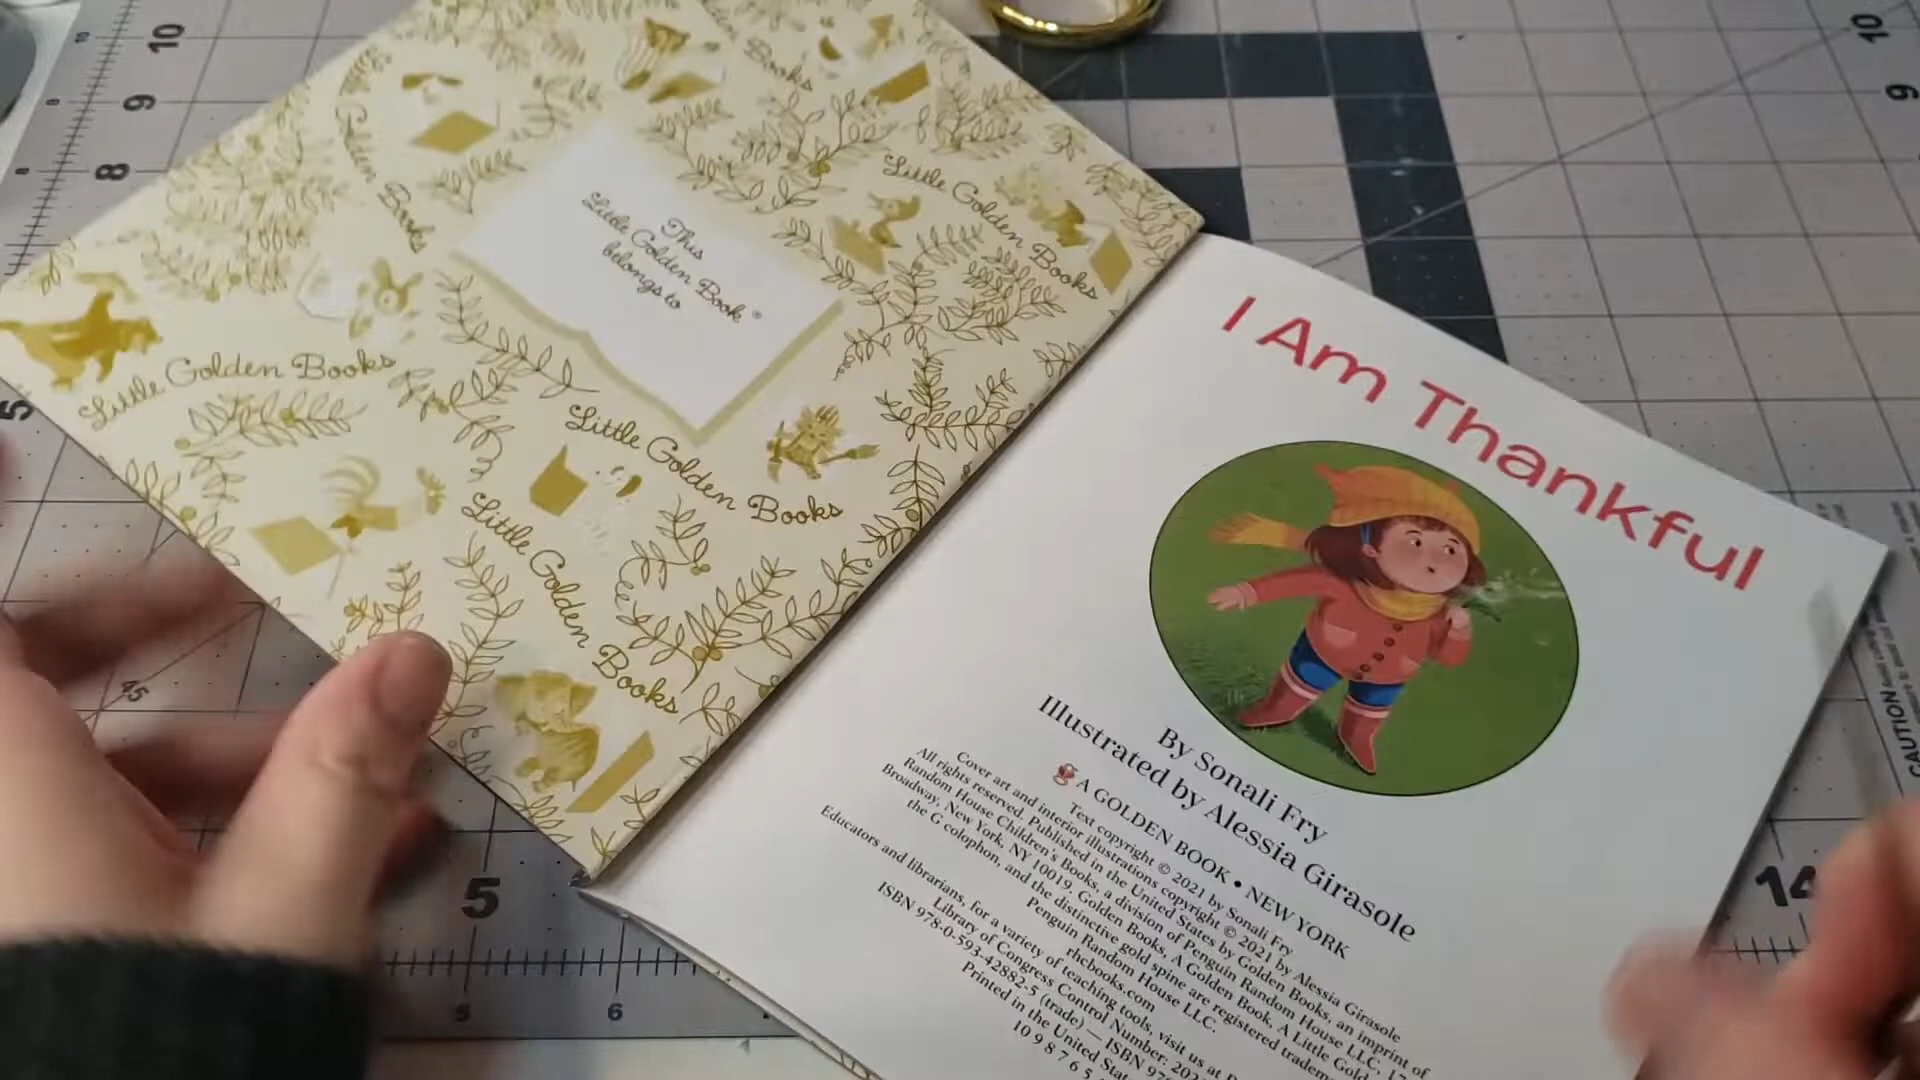 10
9
8
5
45
5
5
6
10
9
14
CAUTION
Books
Golden Books
Little Golden Books
This
Little Golden Book®
belongs to
Little Golden Books
Little Golden Books
Little Golden Books
I Am Thankful
By Sonali Fry
Illustrated by Alessia Girasole
A GOLDEN BOOK • NEW YORK
Text copyright © 2021 by Sonali Fry
Cover art and interior illustrations copyright © 2021 by Alessia Girasole
All rights reserved. Published in the United States by Golden Books, an imprint of
Random House Children's Books, a division of Penguin Random House LLC,
Broadway, New York, NY 10019. Golden Books, A Golden Book, A Little Gold
the G colophon, and the distinctive gold spine are registered tradem
Penguin Random House LLC.
rhcbooks.com
Educators and librarians, for a variety of teaching tools, visit us at
Library of Congress Control Number:
ISBN 978-0-593-42882-5 (trade) — ISBN
Printed in the United
10 9 8 7 6 5